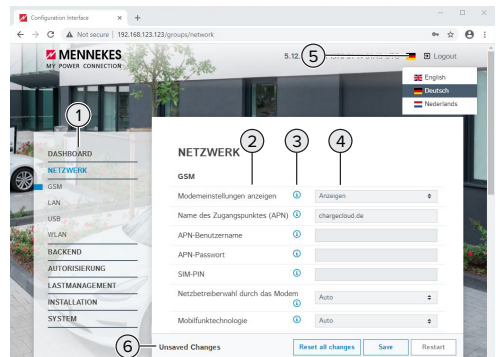 Configuration Interface
Not secure | 192.168.123.123/groups/network
MENNEKES
MY POWER CONNECTION
5.12.
5
Logout
English
Deutsch
Nederlands
1
2
3
4
DASHBOARD
NETZWERK
GSM
LAN
USB
WLAN
BACKEND
AUTORISIERUNG
LASTMANAGEMENT
INSTALLATION
SYSTEM
NETZWERK
GSM
Modemeinstellungen anzeigen Anzeigen
Name des Zugangspunktes (APN) chargecloud.de
APN-Benutzername
APN-Passwort
SIM-PIN
Netzbetreiberwahl durch das Modem Auto
Mobilfunktechnologie Auto
6
Unsaved Changes Reset all changes Save Restart